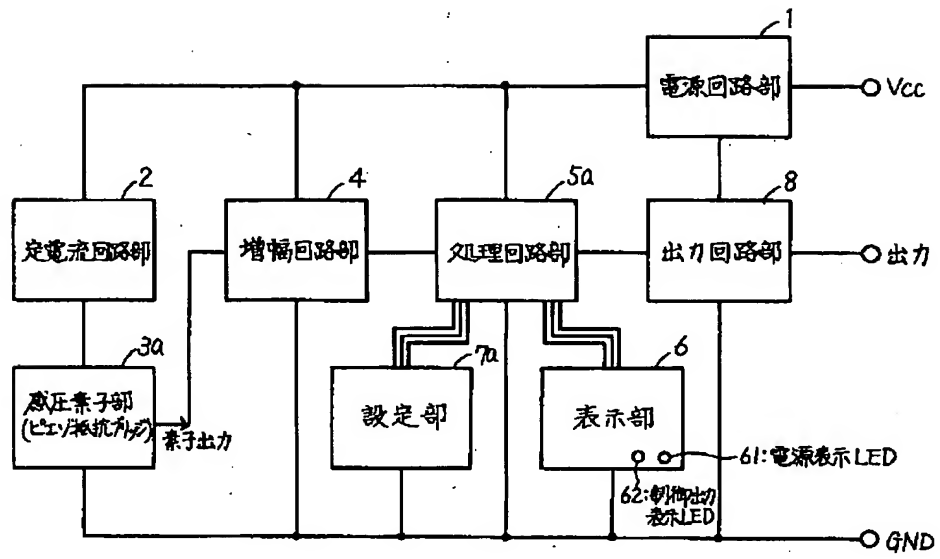 1
電源回路部
Vcc
2
4
5a
8
定電流回路部
増幅回路部
処理回路部
出力回路部
出力
3a
7a
6
感圧素子部
(ピエゾ抵抗ブリッジ)
素子出力
設定部
表示部
61:電源表示LED
62:制御出力
表示LED
GND